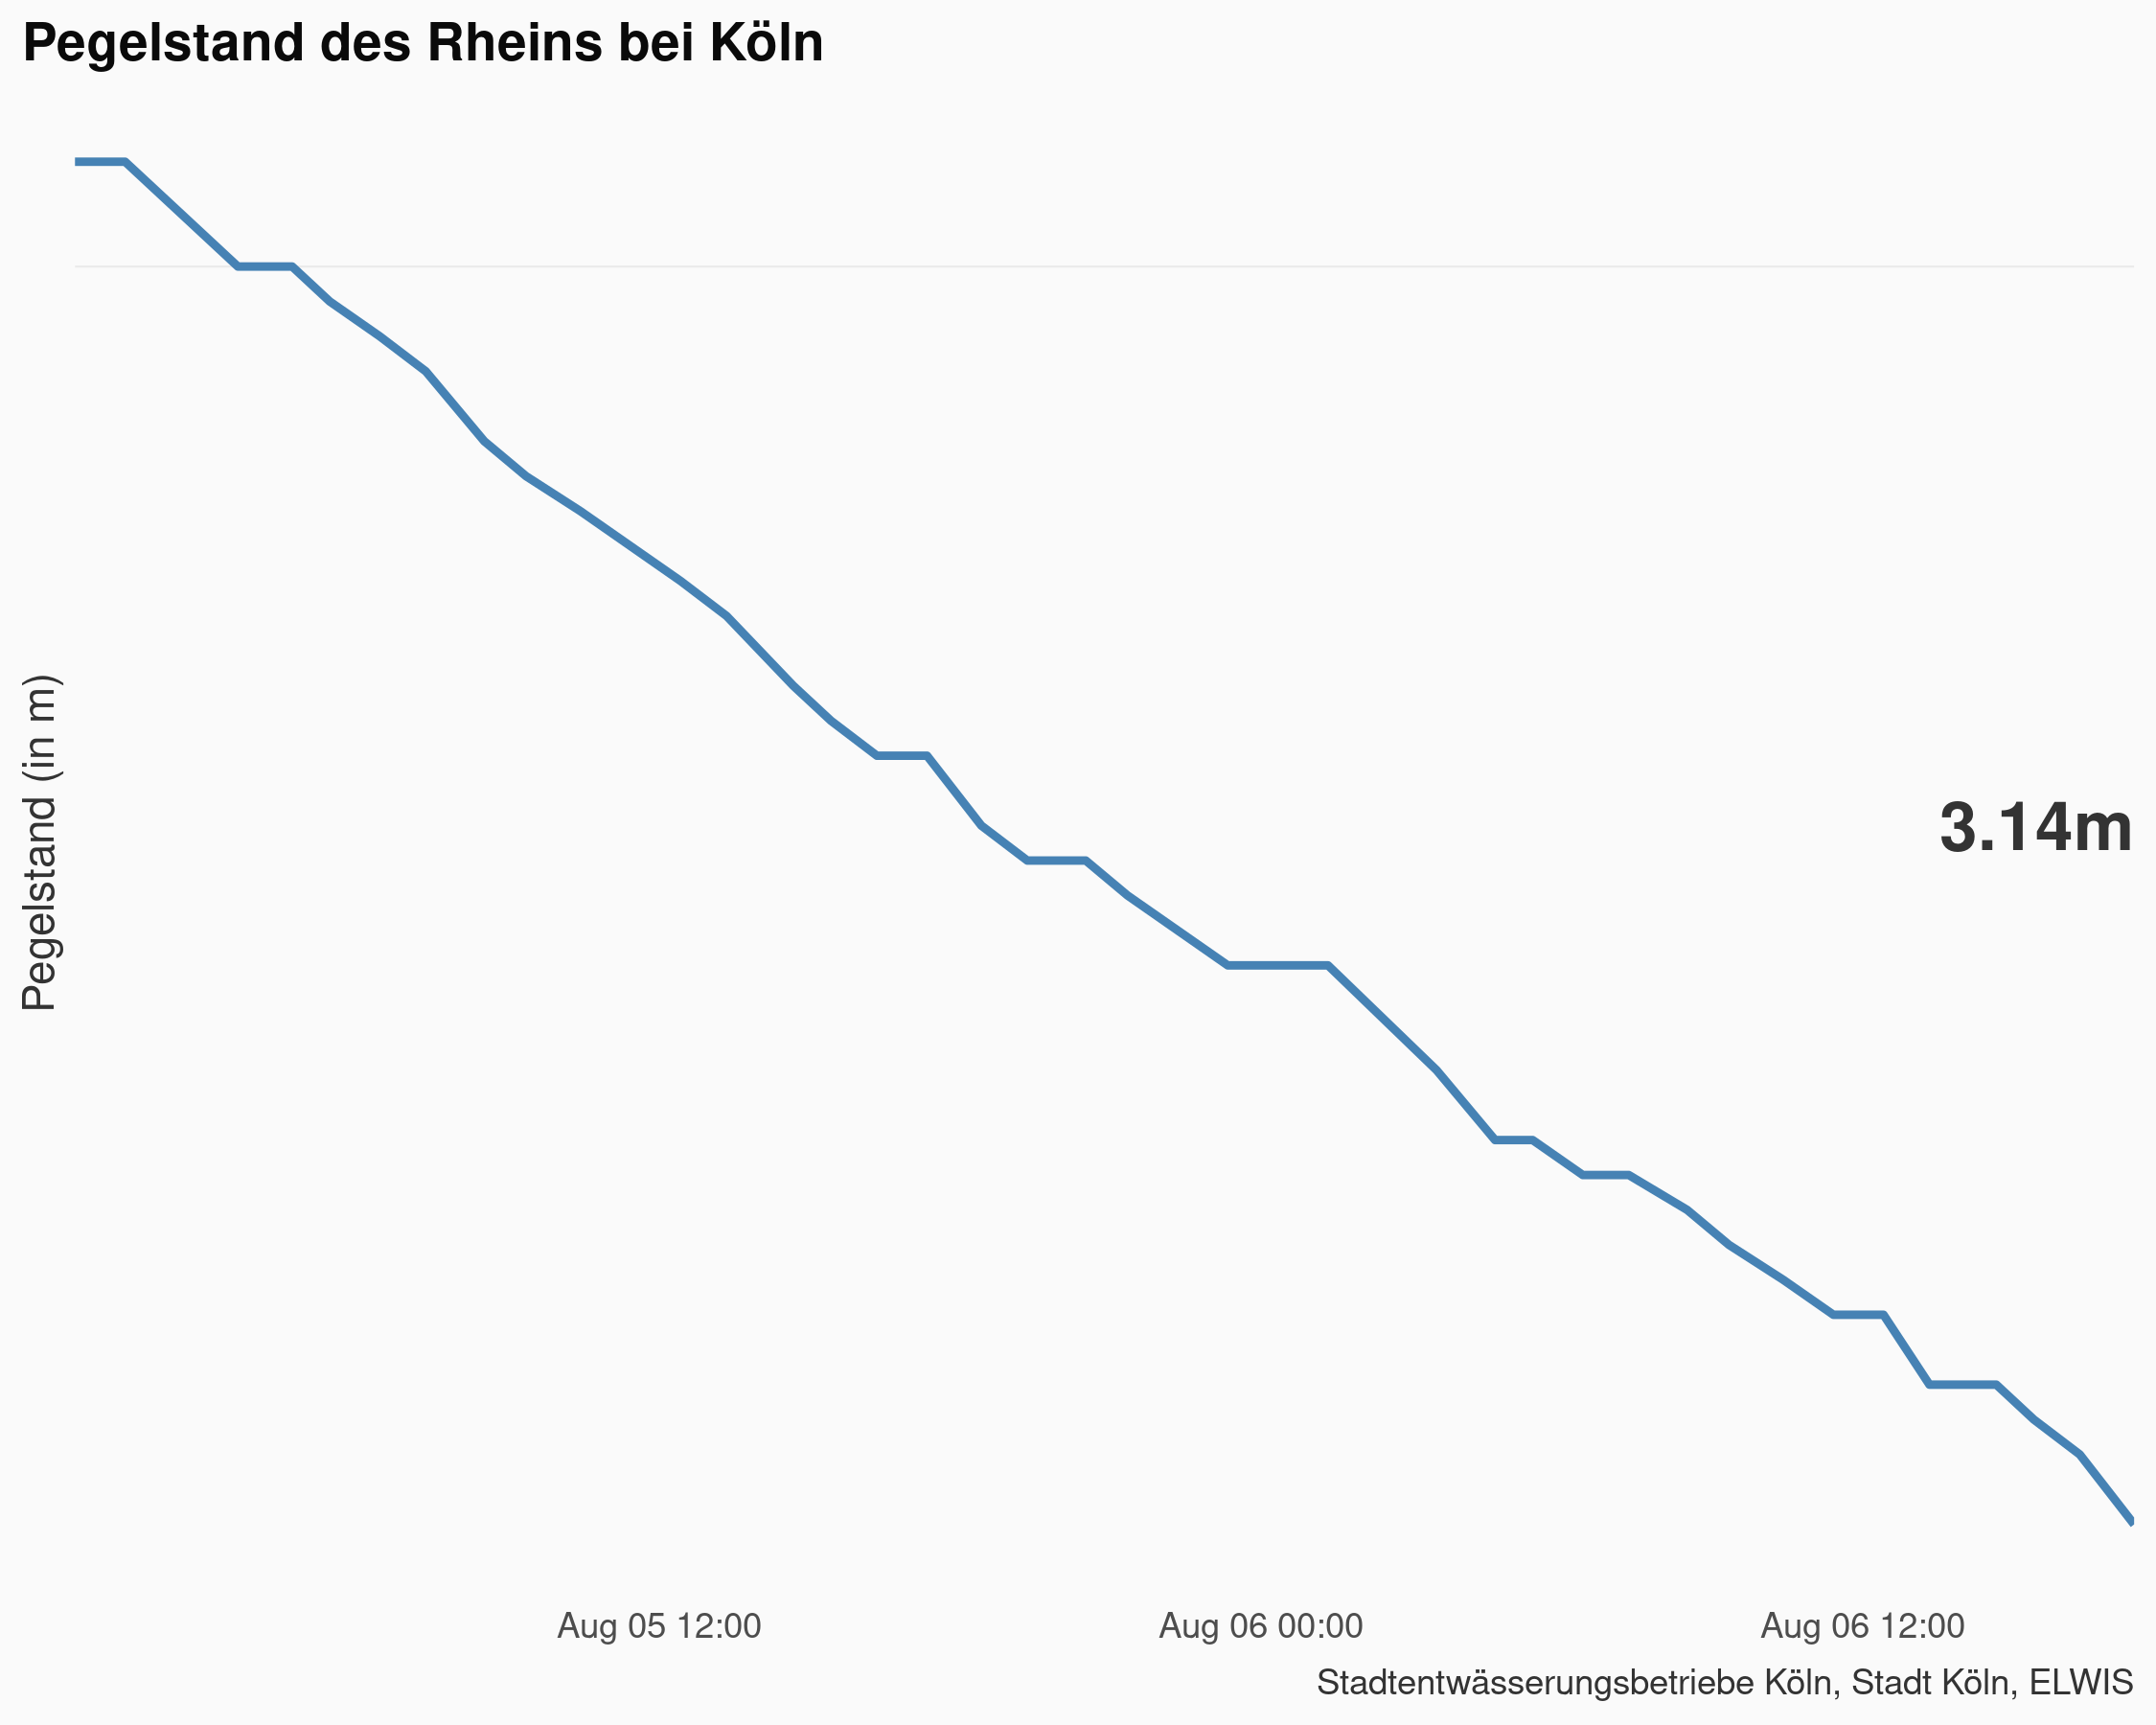 Pegelstand des Rheins bei Köln
Pegelstand (in m)
3.14m
Aug 05 12:00
Aug 06 00:00
Aug 06 12:00
Stadtentwässerungsbetriebe Köln, Stadt Köln, ELWIS